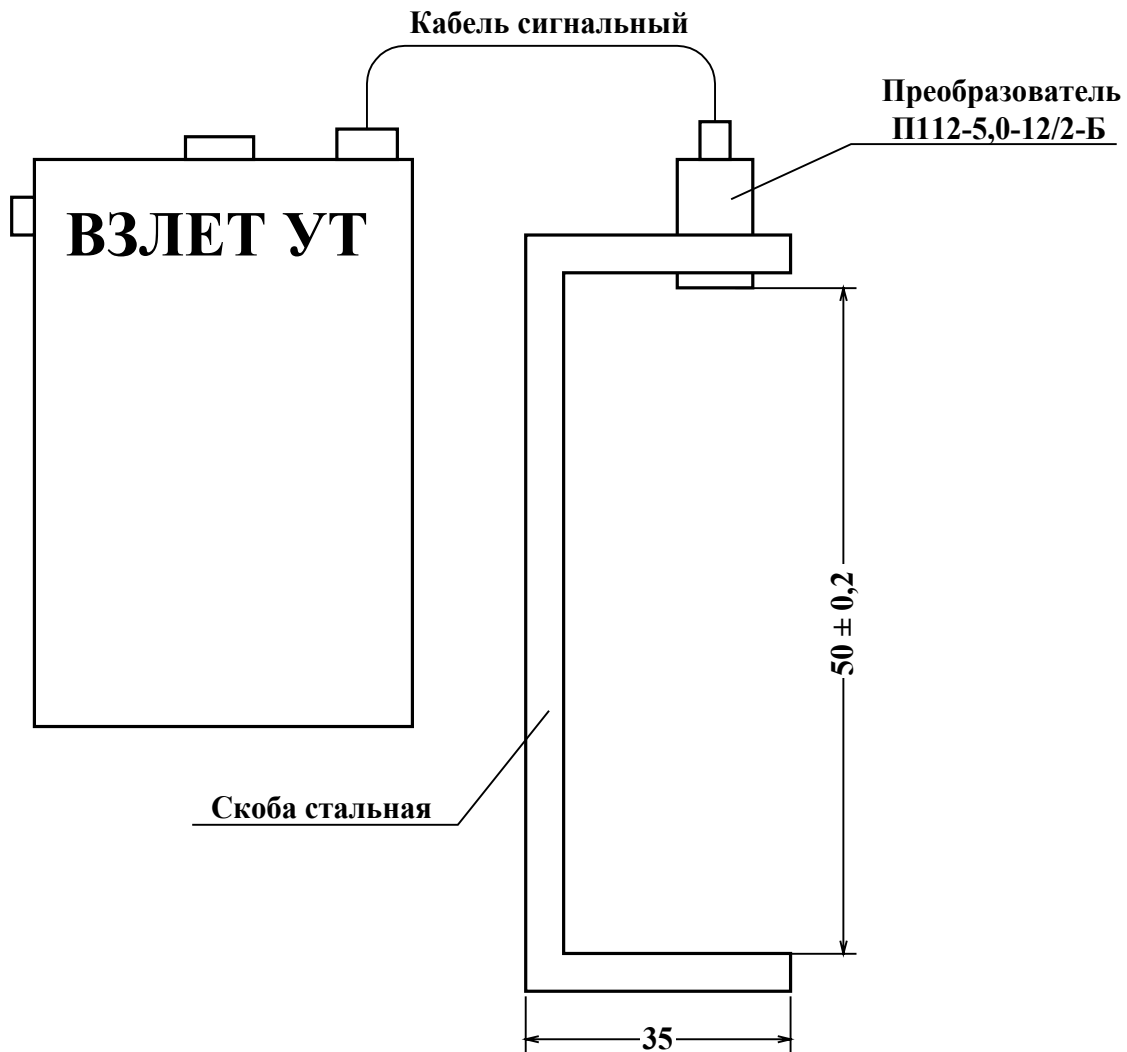 Кабель сигнальный
Преобразователь
П112-5,0-12/2-Б
ВЗЛЕТ УТ
50 ± 0,2
Скоба стальная
35